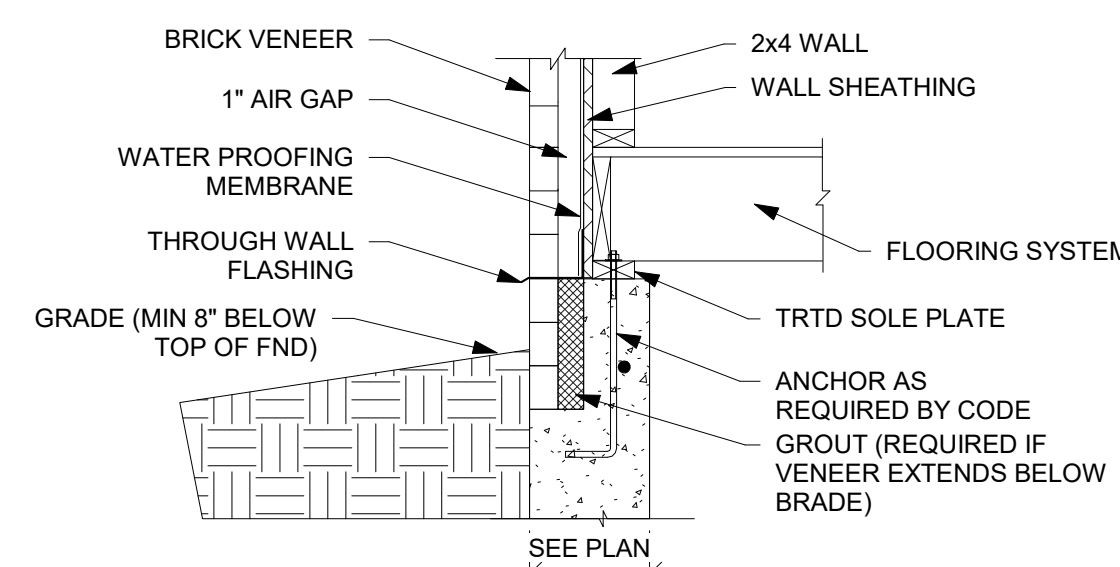 BRICK VENEER
1" AIR GAP
WATER PROOFING
MEMBRANE
THROUGH WALL
FLASHING
GRADE (MIN 8" BELOW
TOP OF FND)
2x4 WALL
WALL SHEATHING
FLOORING SYSTEM
TRTD SOLE PLATE
ANCHOR AS
REQUIRED BY CODE
GROUT (REQUIRED IF
VENEER EXTENDS BELOW
BRADE)
SEE PLAN